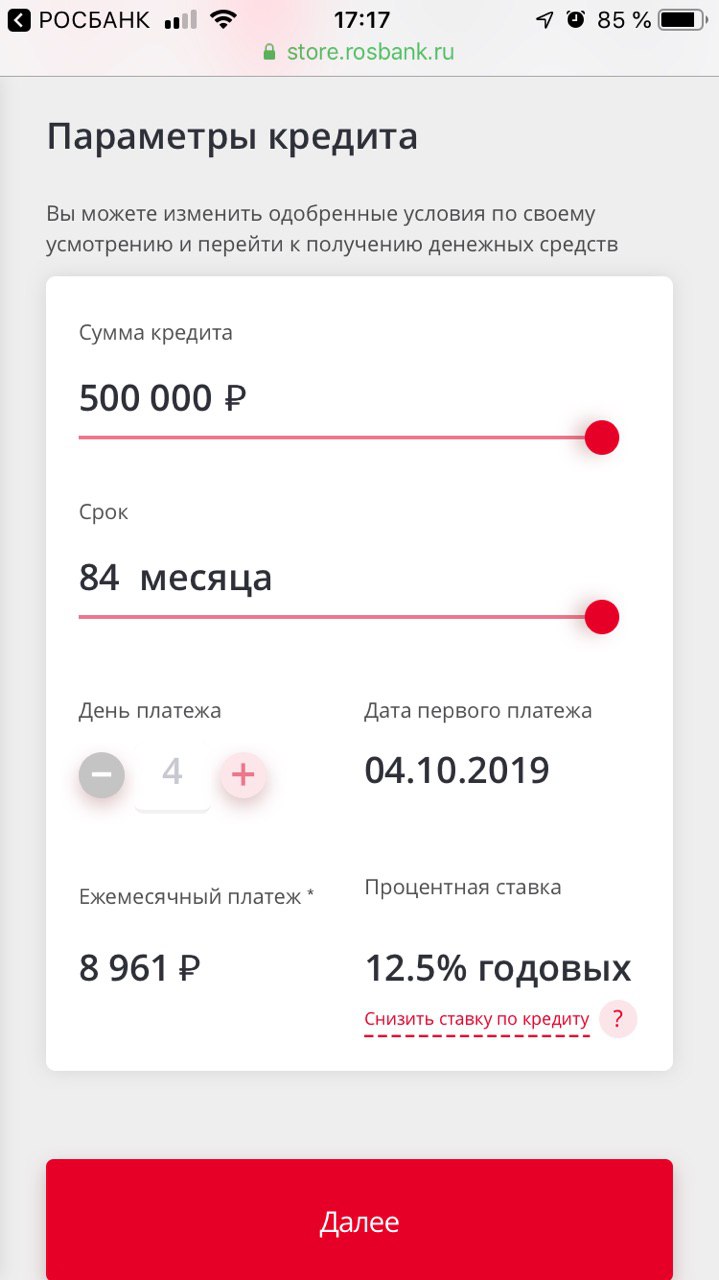 РОСБАНК 17:17 85 %
store.rosbank.ru
Параметры кредита
Вы можете изменить одобренные условия по своему
усмотрению и перейти к получению денежных средств
Сумма кредита
500 000 ₽
Срок
84 месяца
День платежа
4
Дата первого платежа
04.10.2019
Ежемесячный платеж *
8 961 ₽
Процентная ставка
12.5% годовых
Снизить ставку по кредиту ?
Далее